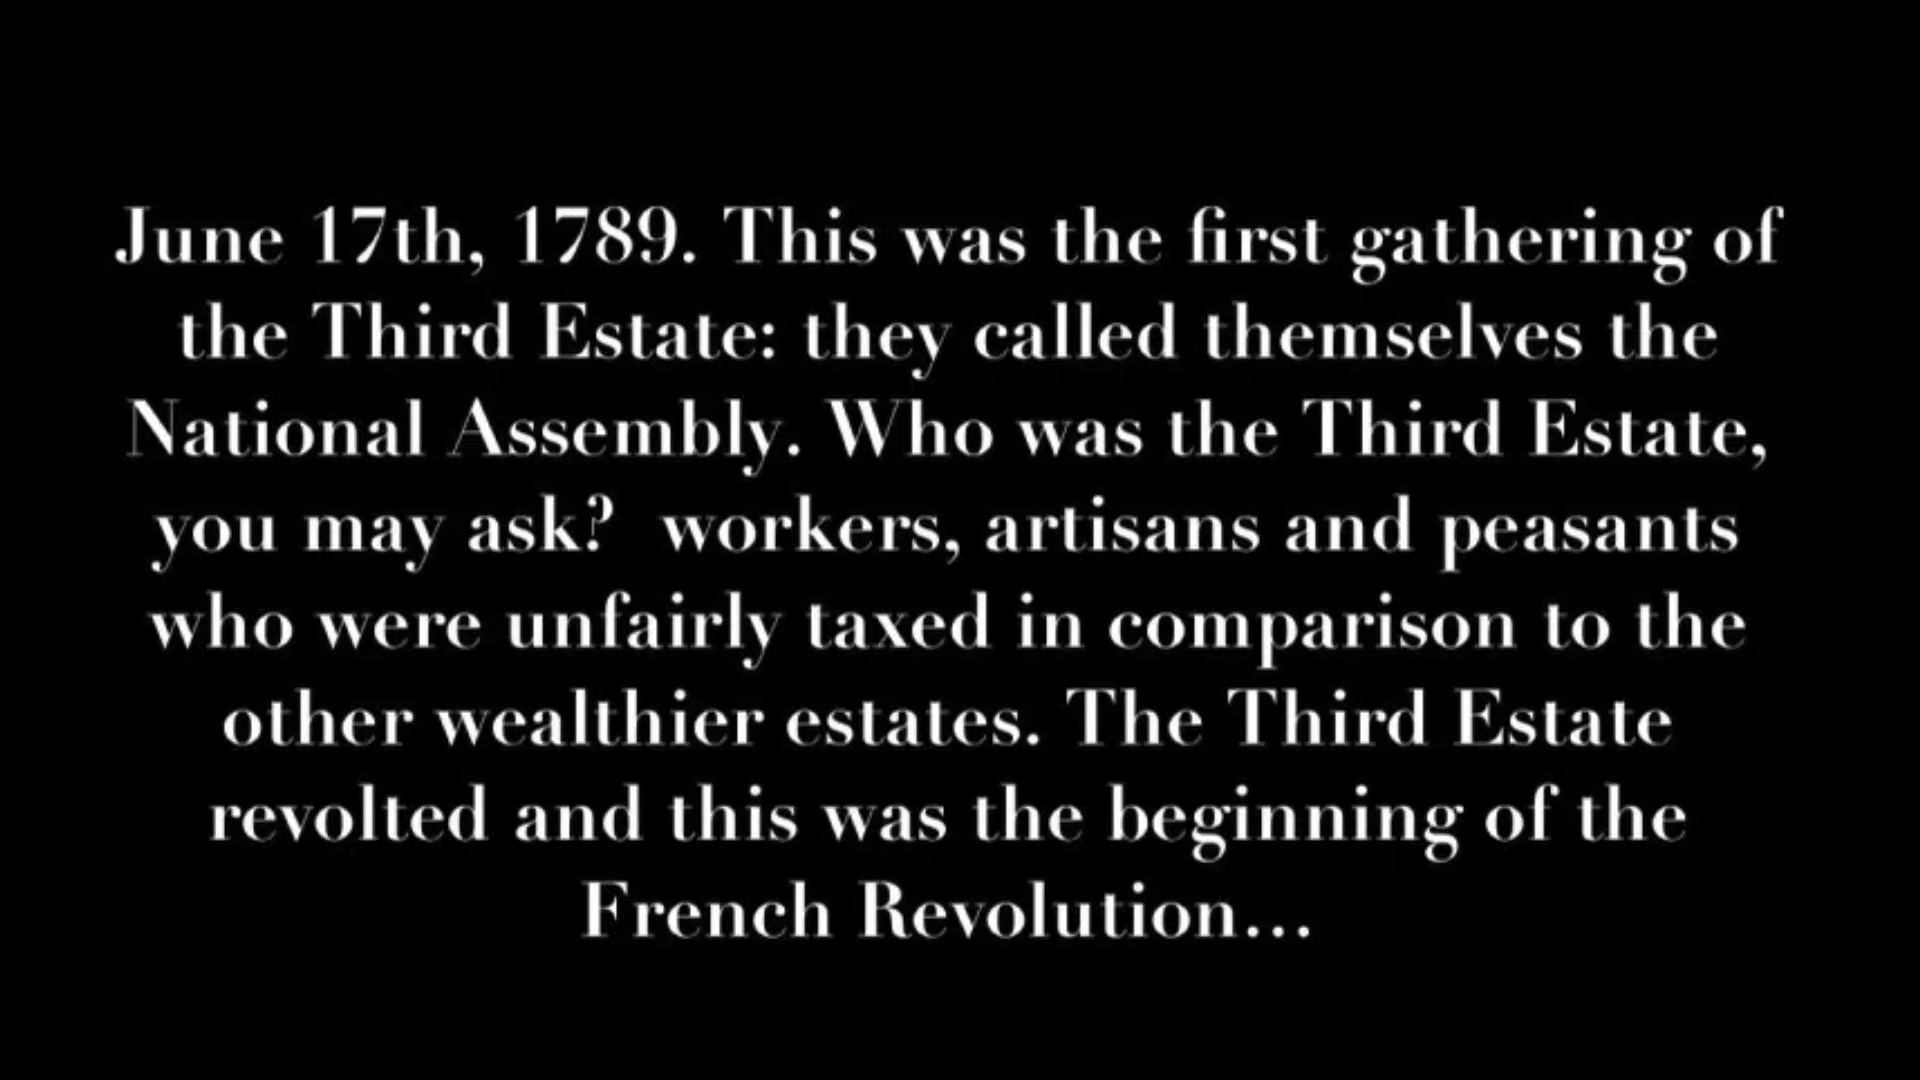 June 17th, 1789. This was the first gathering of
the Third Estate: they called themselves the
National Assembly. Who was the Third Estate,
you may ask?  workers, artisans and peasants
who were unfairly taxed in comparison to the
other wealthier estates. The Third Estate
revolted and this was the beginning of the
French Revolution...